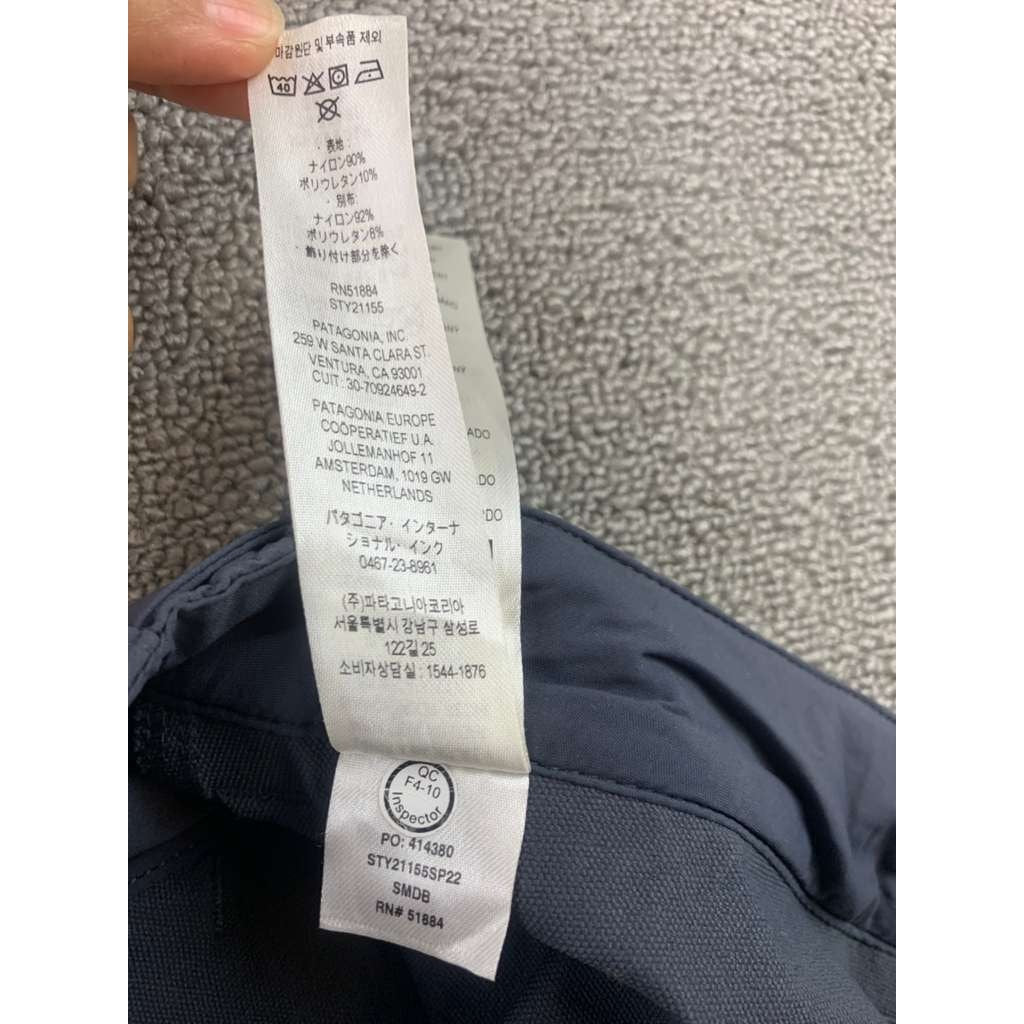 마감원단 및 부속품 제외
40
・表地:
ナイロン90%
ポリウレタン10%
・別布:
ナイロン92%
ポリウレタン8%
・飾り付け部分を除く
RN51884
STY21155
PATAGONIA, INC
259 W SANTA CLARA ST.
VENTURA, CA 93001
CUIT: 30-70924649-2
PATAGONIA EUROPE
COÖPERATIEF U.A.
JOLLEMANHOF 11
AMSTERDAM, 1019 GW
NETHERLANDS
パタゴニア・インターナ
ショナル・インク
0467-23-8961
(주)파타고니아코리아
서울특별시 강남구 삼성로
122길 25
소비자상담실 : 1544-1876
QC
F4-10
Inspector
PO: 414380
STY21155SP22
SMDB
RN# 51884
ADO
DO
DO